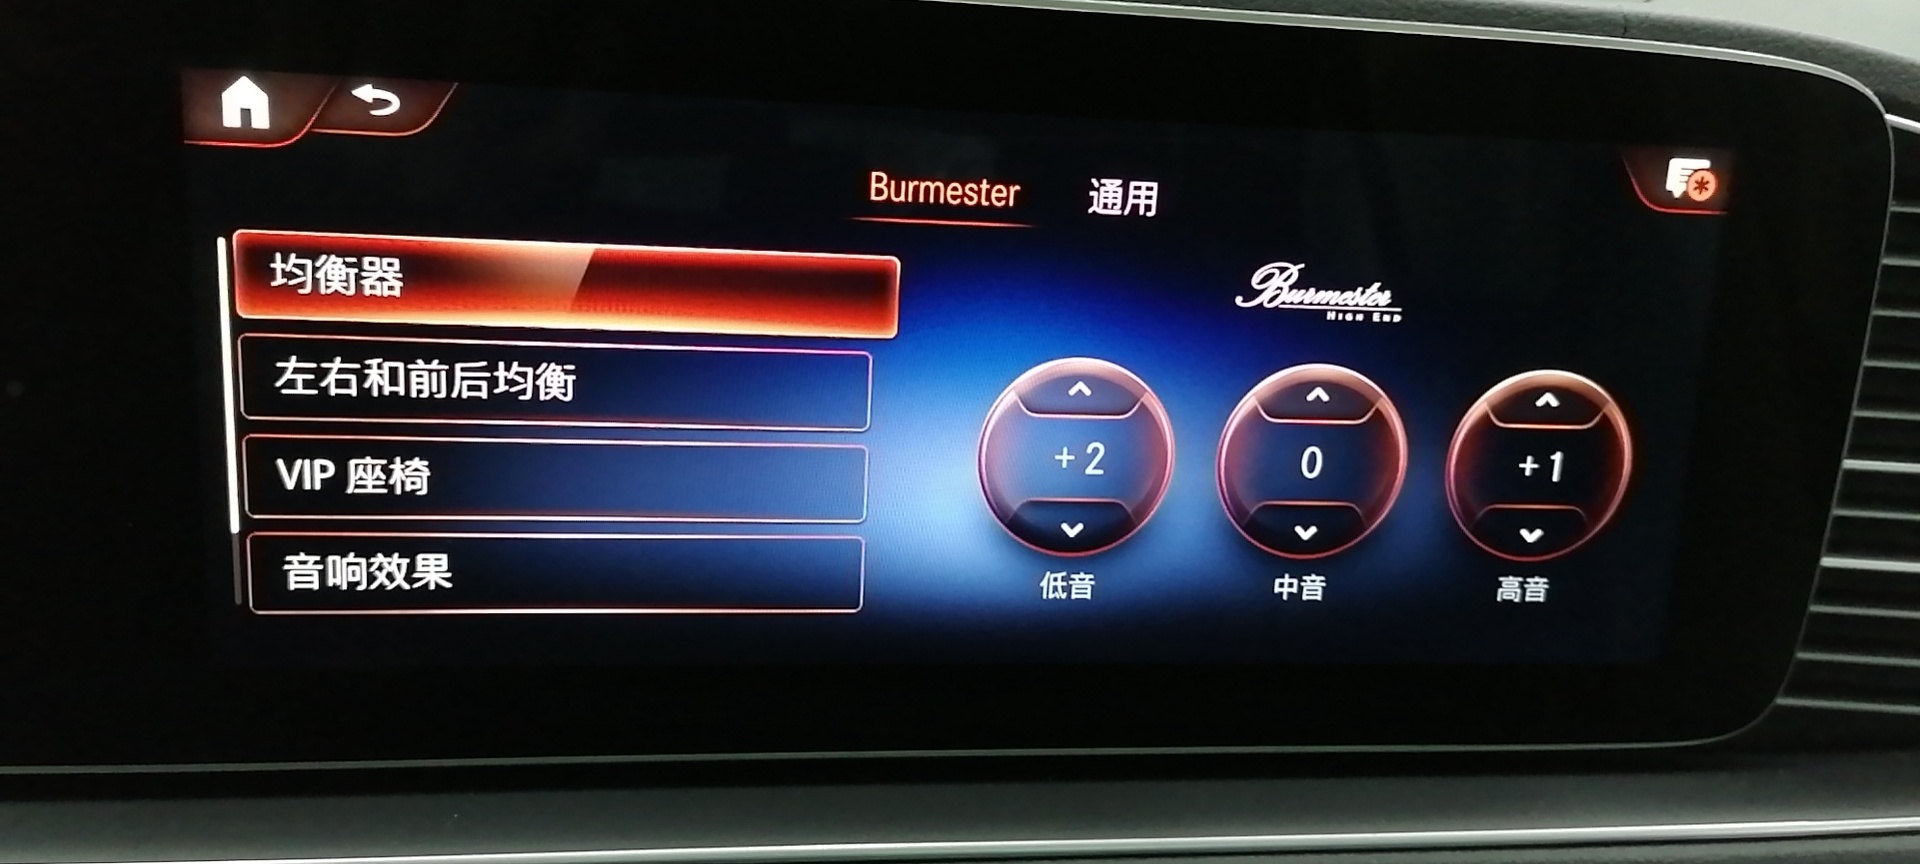 Burmester 通用
均衡器
左右和前后均衡
VIP 座椅
音响效果
Burmester
HIGH END
+2 0 +1
低音 中音 高音